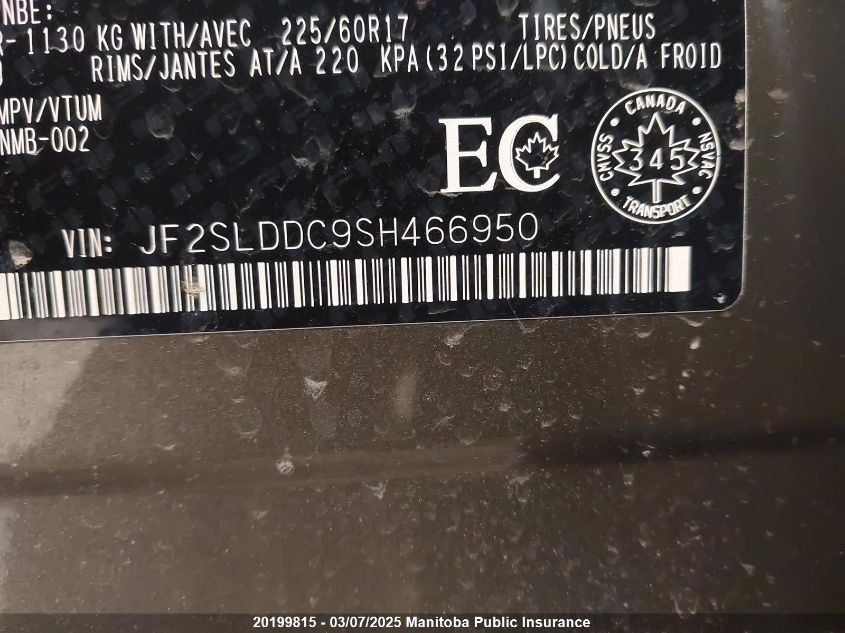 NBE:
R- 1130 KG WITH/AVEC 225/60R17 TIRES/PNEUS
RIMS/JANTES AT/A 220 KPA(32 PSI/LPC)COLD/A FROID
MPV/VTUM
NMB-002
EC
CANADA
CMVSS 345 NSVAC
TRANSPORT
VIN: JF2SLDDC9SH466950
20199815 - 03/07/2025 Manitoba Public Insurance